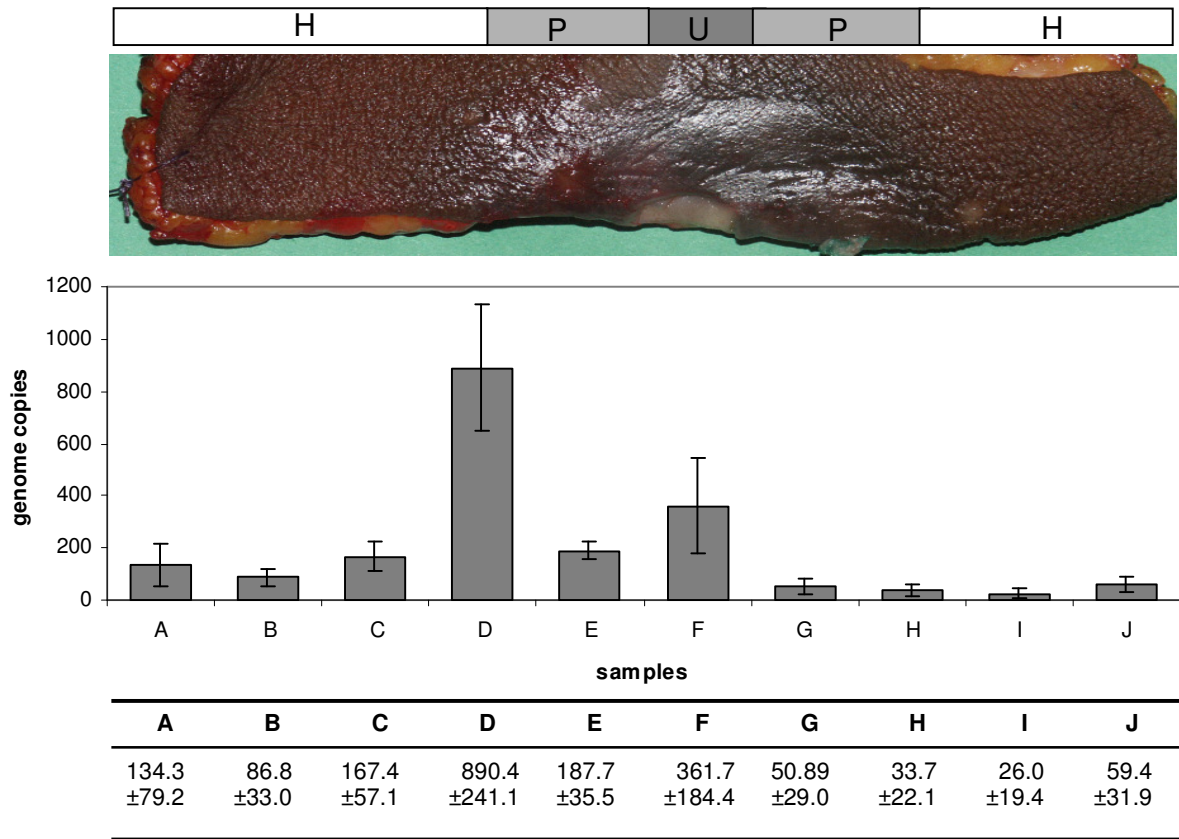 H P U P H
1200
1000
800
600
400
200
0
genome copies
A B C D E F G H I J
samples
A B C D E F G H I J
134.3 86.8 167.4 890.4 187.7 361.7 50.89 33.7 26.0 59.4
±79.2 ±33.0 ±57.1 ±241.1 ±35.5 ±184.4 ±29.0 ±22.1 ±19.4 ±31.9